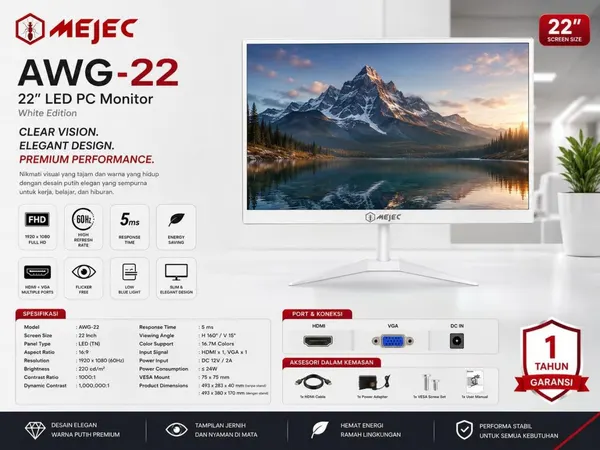 MEJEC
22"
SCREEN SIZE
AWG-22
22" LED PC Monitor
White Edition
CLEAR VISION.
ELEGANT DESIGN.
PREMIUM PERFORMANCE.
Nikmati visual yang tajam dan warna yang hidup
dengan desain putih elegan yang sempurna
untuk kerja, belajar, dan hiburan.
MEJEC
FHD
1920 x 1080
FULL HD
60Hz
HIGH
REFRESH
RATE
5ms
RESPONSE
TIME
ENERGY
SAVING
HDMI + VGA
MULTIPLE PORTS
FLICKER
FREE
LOW
BLUE LIGHT
SLIM &
ELEGANT DESIGN
SPESIFIKASI
Model : AWG-22
Screen Size : 22 Inch
Panel Type : LED (TN)
Aspect Ratio : 16:9
Resolution : 1920 x 1080 (60Hz)
Brightness : 220 cd/m²
Contrast Ratio : 1000:1
Dynamic Contrast : 1,000,000:1
Response Time : 5 ms
Viewing Angle : H 160° / V 15°
Color Support : 16.7M Colors
Input Signal : HDMI x 1, VGA x 1
Power Input : DC 12V / 2A
Power Consumption : ≤ 24W
VESA Mount : 75 x 75 mm
Product Dimensions : 493 x 283 x 40 mm (tanpa stand)
: 493 x 380 x 170 mm (dengan stand)
PORT & KONEKSI
HDMI
VGA
DC IN
AKSESORI DALAM KEMASAN
1x HDMI Cable
1x Power Adapter
1x VESA Screw Set
1x User Manual
1
TAHUN
GARANSI
DESAIN ELEGAN
WARNA PUTIH PREMIUM
TAMPILAN JERNIH
DAN NYAMAN DI MATA
HEMAT ENERGI
RAMAH LINGKUNGAN
PERFORMA STABIL
UNTUK SEMUA KEBUTUHAN